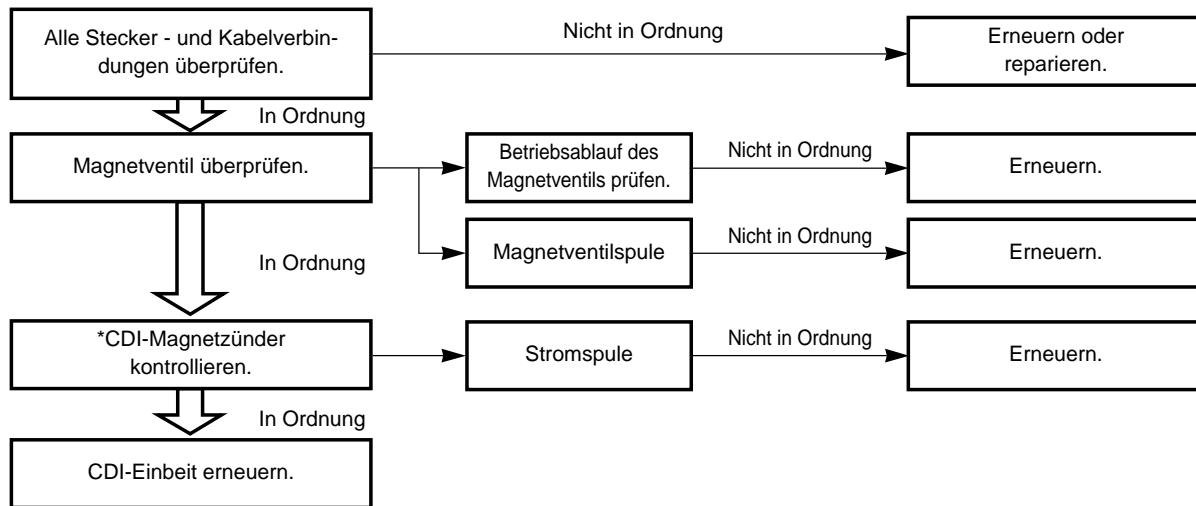 Alle Stecker - und Kabelverbin-
dungen überprüfen.
Nicht in Ordnung
Erneuern oder
reparieren.
In Ordnung
Magnetventil überprüfen.
Betriebsablauf des
Magnetventils prüfen.
Nicht in Ordnung
Erneuern.
Magnetventilspule
Nicht in Ordnung
Erneuern.
In Ordnung
*CDI-Magnetzünder
kontrollieren.
Stromspule
Nicht in Ordnung
Erneuern.
In Ordnung
CDI-Einbeit erneuern.